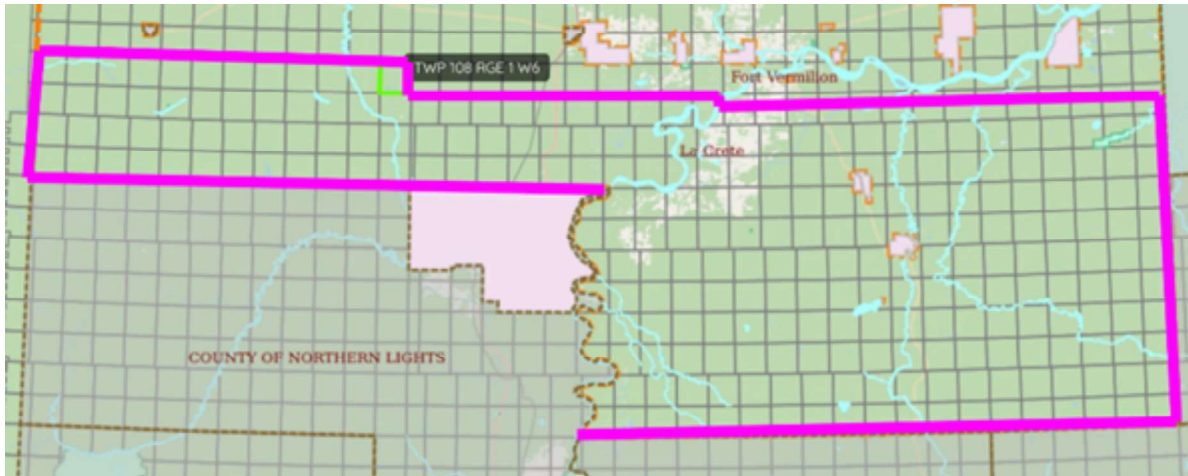 TWP 108 RGE 1 W6
Fort Vermilion
La Crete
COUNTY OF NORTHERN LIGHTS